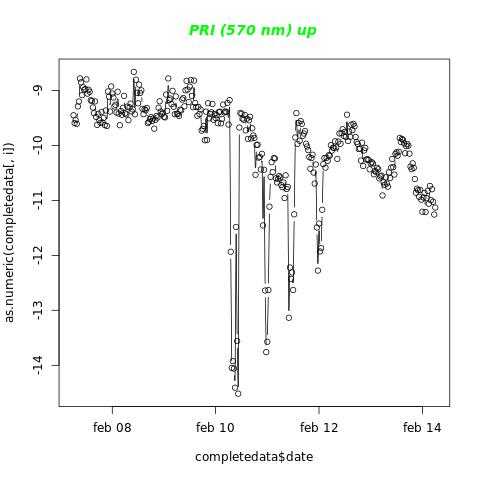 PRI (570 nm) up
as.numeric(completedata[, i])
-9
-10
-11
-12
-13
-14
feb 08
feb 10
feb 12
feb 14
completedata$date